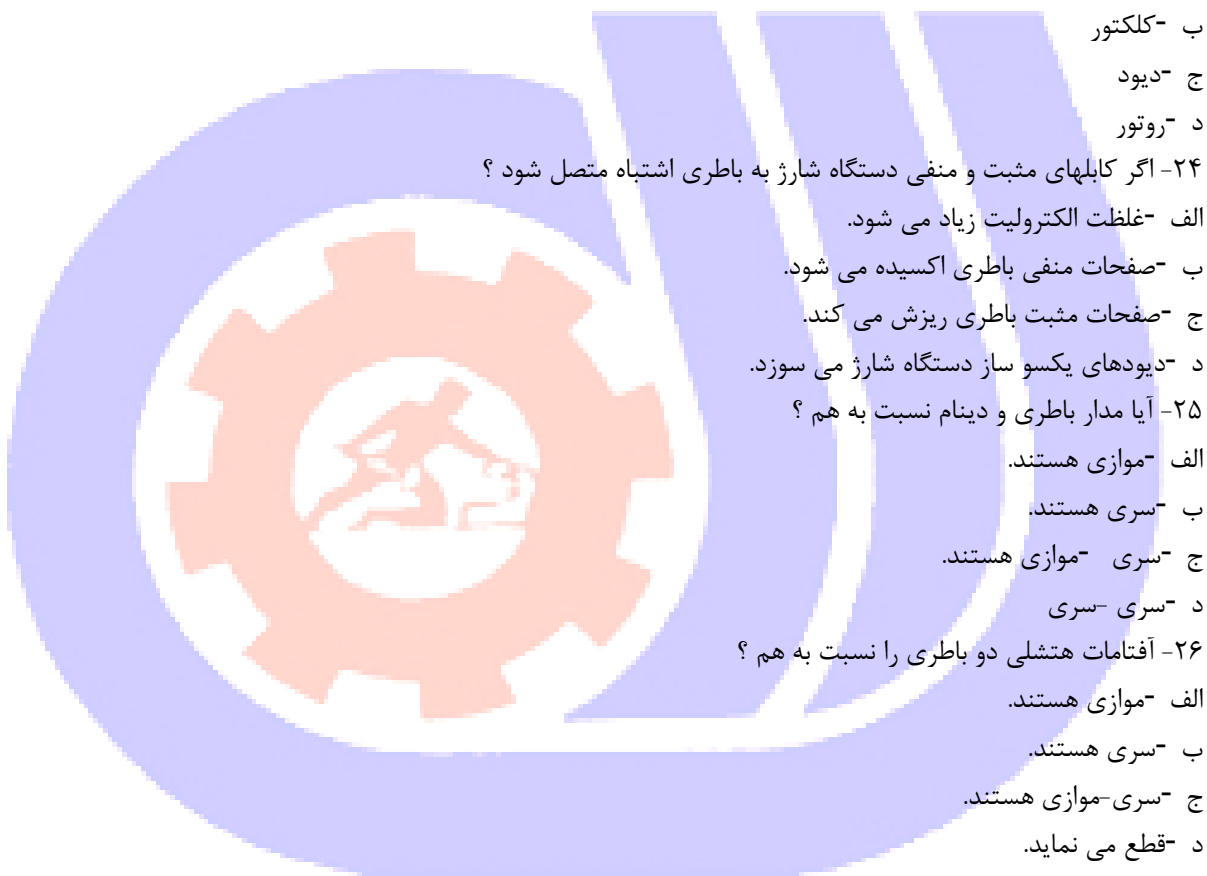 ب -کلکتور
ج -دیود
د -روتور
۲۴- اگر کابلهای مثبت و منفی دستگاه شارژ به باطری اشتباه متصل شود ؟
الف -غلظت الکترولیت زیاد می شود.
ب -صفحات منفی باطری اکسیده می شود.
ج -صفحات مثبت باطری ریزش می کند.
د -دیودهای یکسو ساز دستگاه شارژ می سوزد.
۲۵- آیا مدار باطری و دینام نسبت به هم ؟
الف -موازی هستند.
ب -سری هستند.
ج -سری -موازی هستند.
د -سری -سری
۲۶- آفتامات هتشلی دو باطری را نسبت به هم ؟
الف -موازی هستند.
ب -سری هستند.
ج -سری-موازی هستند.
د -قطع می نماید.